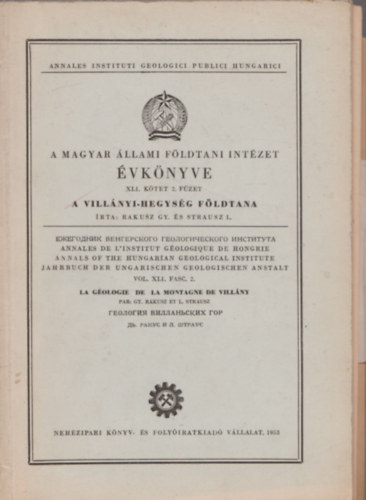 ANNALES INSTITUTI GEOLOGICI PUBLICI HUNGARICI
A MAGYAR ÁLLAMI FÖLDTANI INTÉZET
ÉVKÖNYVE
XLI. KÖTET 2. FÜZET
A VILLÁNYI-HEGYSÉG FÖLDTANA
ÍRTA: RAKUSZ GY. ÉS STRAUSZ L.
ЕЖЕГОДНИК ВЕНГЕРСКОГО ГЕОЛОГИЧЕСКОГО ИНСТИТУТА
ANNALES DE L'INSTITUT GÉOLOGIQUE DE HONGRIE
ANNALS OF THE HUNGARIAN GEOLOGICAL INSTITUTE
JAHRBUCH DER UNGARISCHEN GEOLOGISCHEN ANSTALT
VOL. XLI. FASC. 2.
LA GÉOLOGIE DE LA MONTAGNE DE VILLÁNY
PAR: GY. RAKUSZ ET L. STRAUSZ
ГЕОЛОГИЯ ВИЛЛАНЬСКИХ ГОР
NEHÉZIPARI KÖNYV- ÉS FOLYÓIRATKIADÓ VÁLLALAT, 1953